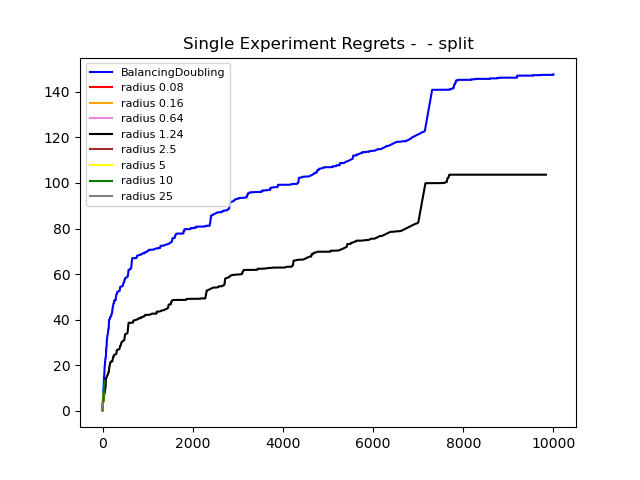 Single Experiment Regrets -  - split
BalancingDoubling
radius 0.08
radius 0.16
radius 0.64
radius 1.24
radius 2.5
radius 5
radius 10
radius 25
140
120
100
80
60
40
20
0
0 2000 4000 6000 8000 10000